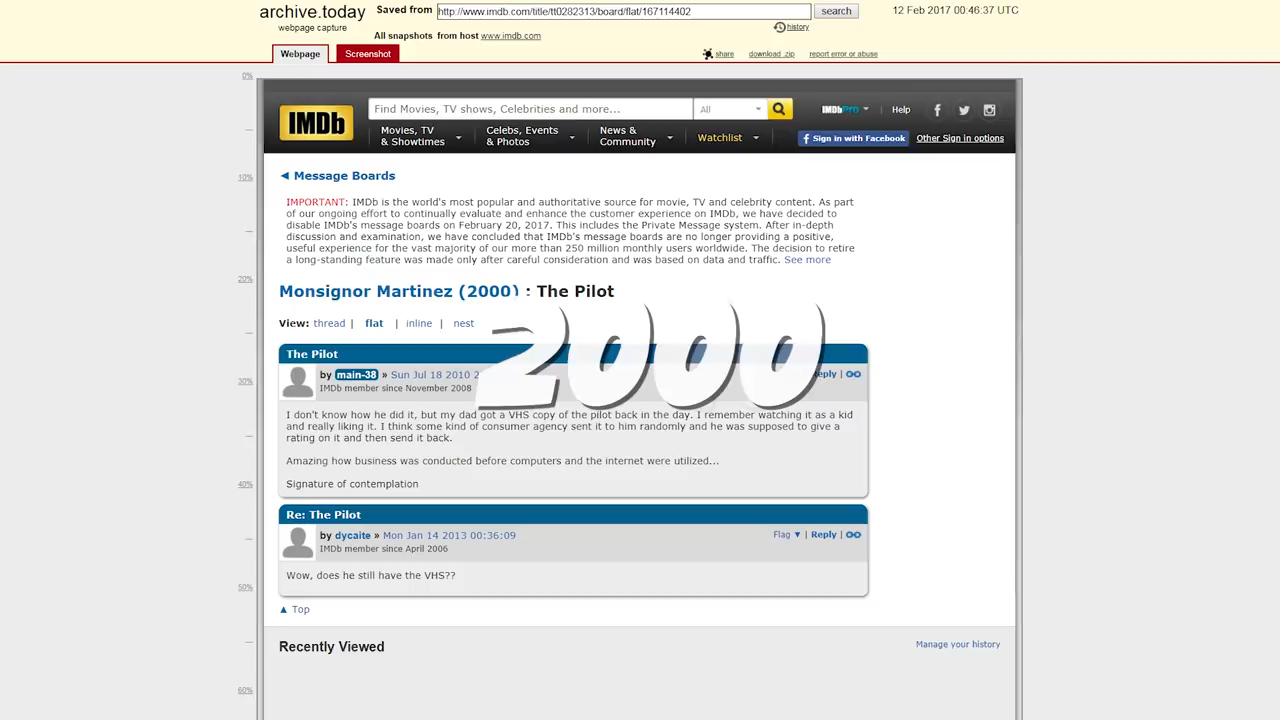 archive.today
webpage capture
Saved from http://www.imdb.com/title/tt0282313/board/flat/167114402 search
12 Feb 2017 00:46:37 UTC
history
All snapshots from host www.imdb.com
Webpage Screenshot
share download .zip report error or abuse
0%
10%
20%
30%
40%
50%
60%
IMDb
Find Movies, TV shows, Celebrities and more... All
IMDbPro Help
Movies, TV & Showtimes
Celebs, Events & Photos
News & Community
Watchlist
Sign in with Facebook Other Sign in options
◄ Message Boards
IMPORTANT: IMDb is the world's most popular and authoritative source for movie, TV and celebrity content. As part
of our ongoing effort to continually evaluate and enhance the customer experience on IMDb, we have decided to
disable IMDb's message boards on February 20, 2017. This includes the Private Message system. After in-depth
discussion and examination, we have concluded that IMDb's message boards are no longer providing a positive,
useful experience for the vast majority of our more than 250 million monthly users worldwide. The decision to retire
a long-standing feature was made only after careful consideration and was based on data and traffic. See more
Monsignor Martinez (2000) : The Pilot
View: thread | flat | inline | nest
2000
The Pilot
by main-38 » Sun Jul 18 2010
Reply |
IMDb member since November 2008
I don't know how he did it, but my dad got a VHS copy of the pilot back in the day. I remember watching it as a kid
and really liking it. I think some kind of consumer agency sent it to him randomly and he was supposed to give a
rating on it and then send it back.
Amazing how business was conducted before computers and the internet were utilized...
Signature of contemplation
Re: The Pilot
by dycaite » Mon Jan 14 2013 00:36:09
Flag ▼ | Reply |
IMDb member since April 2006
Wow, does he still have the VHS??
▲ Top
Recently Viewed
Manage your history